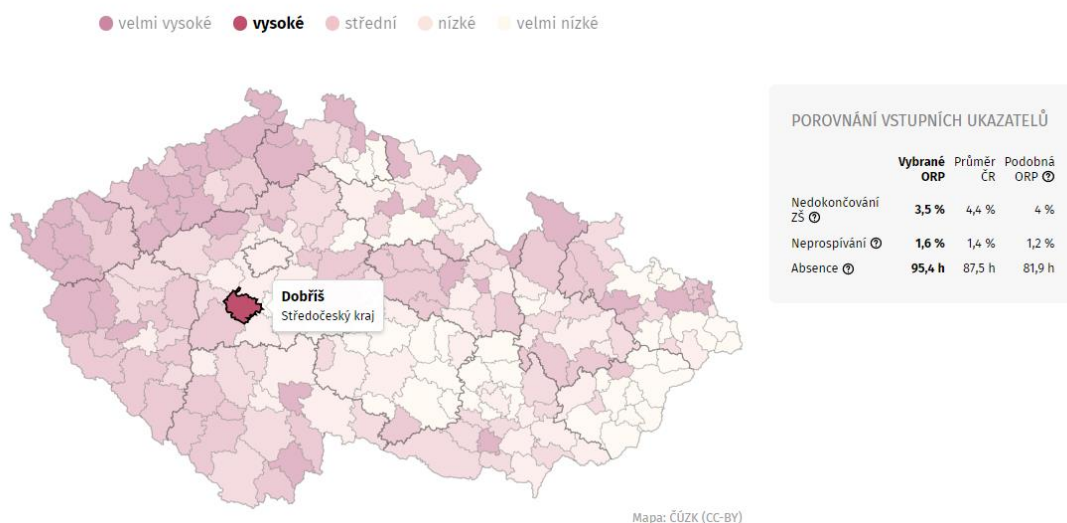 velmi vysoké vysoké střední nízké velmi nízké
POROVNÁNÍ VSTUPNÍCH UKAZATELŮ
Vybrané ORP Průměr ČR Podobná ORP
Nedokončování ZŠ 3,5 % 4,4 % 4 %
Neprospívání 1,6 % 1,4 % 1,2 %
Absence 95,4 h 87,5 h 81,9 h
Dobříš
Středočeský kraj
Mapa: ČÚZK (CC-BY)